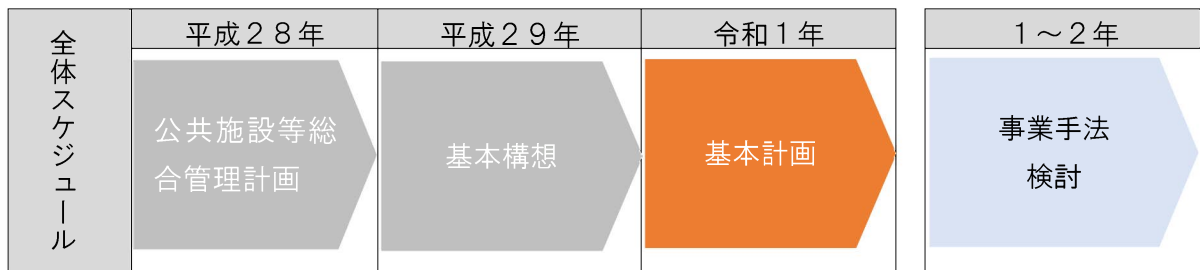 全体スケジュール
平成２８年
平成２９年
令和１年
１～２年
公共施設等総
合管理計画
基本構想
基本計画
事業手法
検討